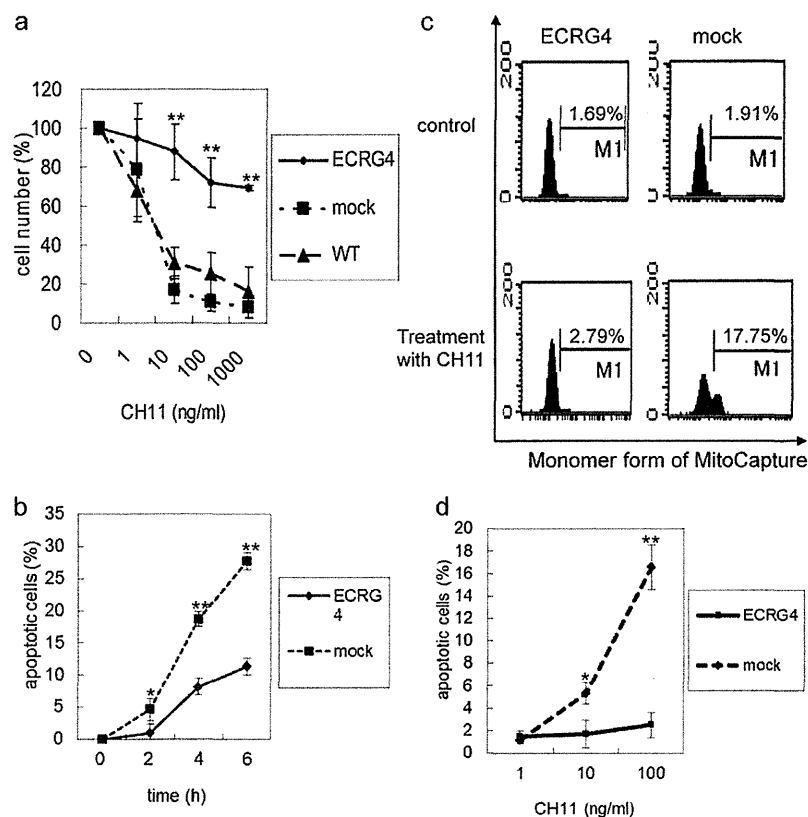 a
120
100
80
60
40
20
0
cell number (%)
**
**
**
0
1
10
100
1000
CH11 (ng/ml)
ECRG4
mock
WT
c
ECRG4
mock
control
200
0
1.69%
M1
200
0
1.91%
M1
Treatment
with CH11
200
0
2.79%
M1
200
0
17.75%
M1
Monomer form of MitoCapture
b
35
30
25
20
15
10
5
0
apoptotic cells (%)
*
**
**
0
2
4
6
time (h)
ECRG
4
mock
d
20
18
16
14
12
10
8
6
4
2
0
apoptotic cells (%)
*
**
1
10
100
CH11 (ng/ml)
ECRG4
mock